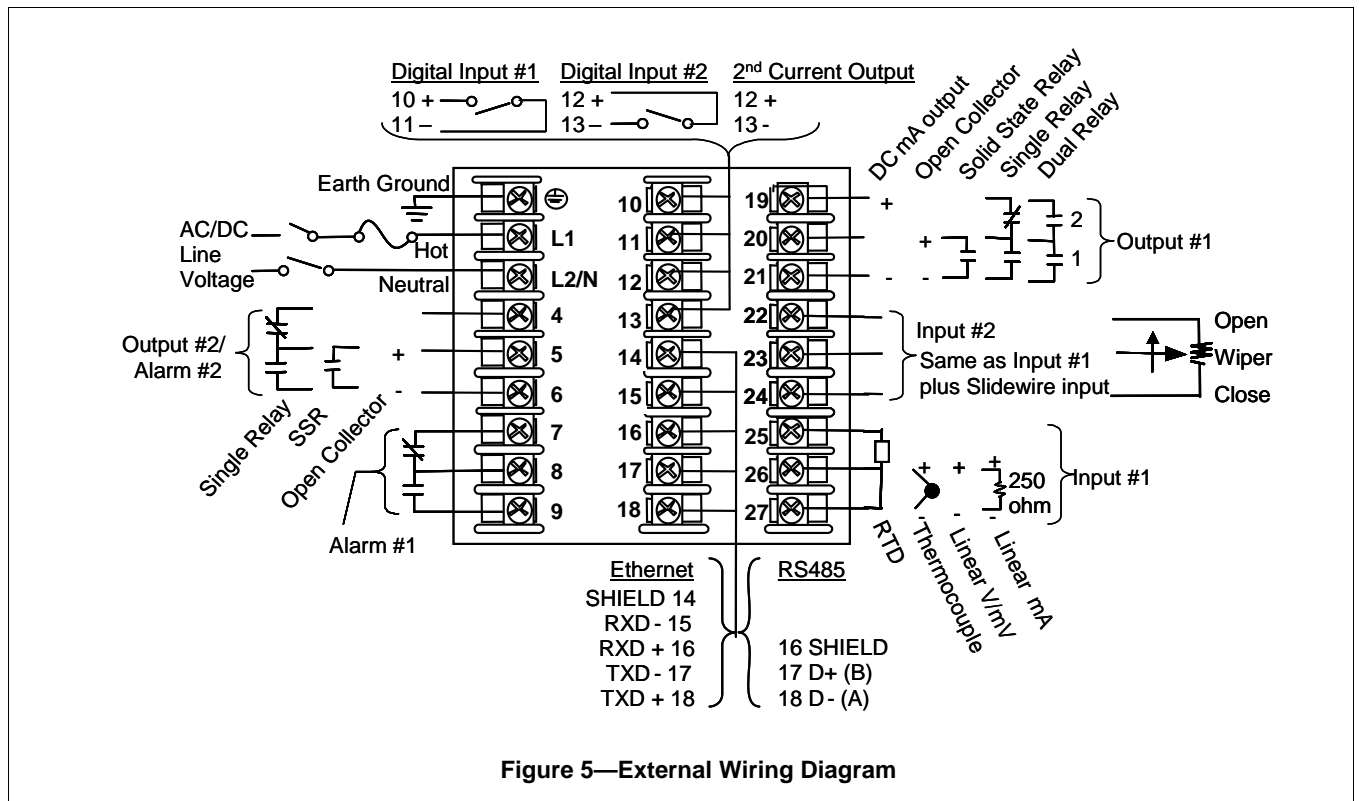 Digital Input #1
10 +
11 –
Digital Input #2
12 +
13 –
2nd Current Output
12 +
13 -
DC mA output
Open Collector
Solid State Relay
Single Relay
Dual Relay
Earth Ground
AC/DC
Line
Voltage
Hot
Neutral
L1
L2/N
4
5
6
7
8
9
10
11
12
13
14
15
16
17
18
19
20
21
22
23
24
25
26
27
+
-
+
-
2
1
Output #1
Output #2/
Alarm #2
+
-
Single Relay
SSR
Open Collector
Alarm #1
Input #2
Same as Input #1
plus Slidewire input
Open
Wiper
Close
+
-
+
-
+
-
250
ohm
Input #1
RTD
Thermocouple
Linear V/mV
Linear mA
Ethernet
SHIELD 14
RXD - 15
RXD + 16
TXD - 17
TXD + 18
RS485
16 SHIELD
17 D+ (B)
18 D - (A)
Figure 5—External Wiring Diagram